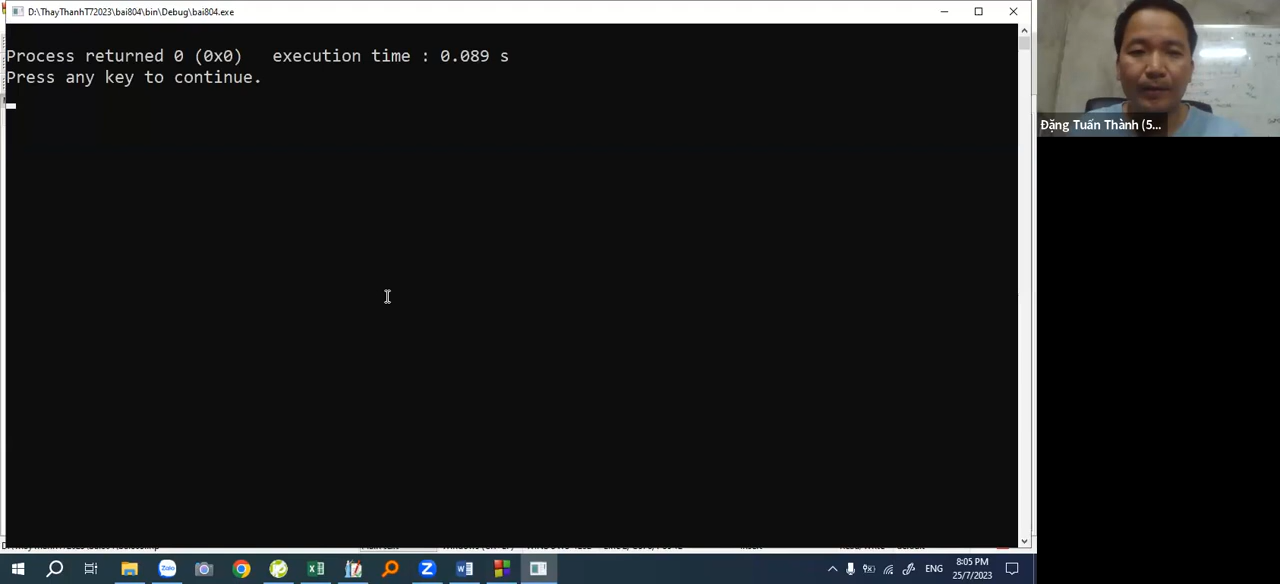 D:\ThayThanhT72023\bai804\bin\Debug\bai804.exe
Process returned 0 (0x0)   execution time : 0.089 s
Press any key to continue.
Đặng Tuấn Thành (5...
Zalo
ENG
8:05 PM
25/7/2023